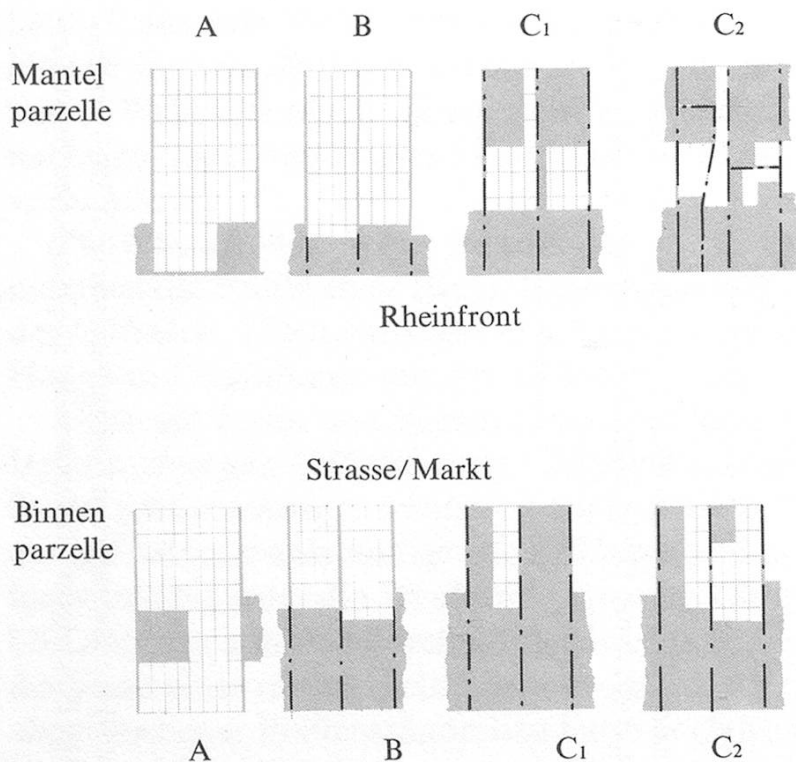 A B C1 C2
Mantel
parzelle
Rheinfront
Strasse/Markt
Binnen
parzelle
A B C1 C2